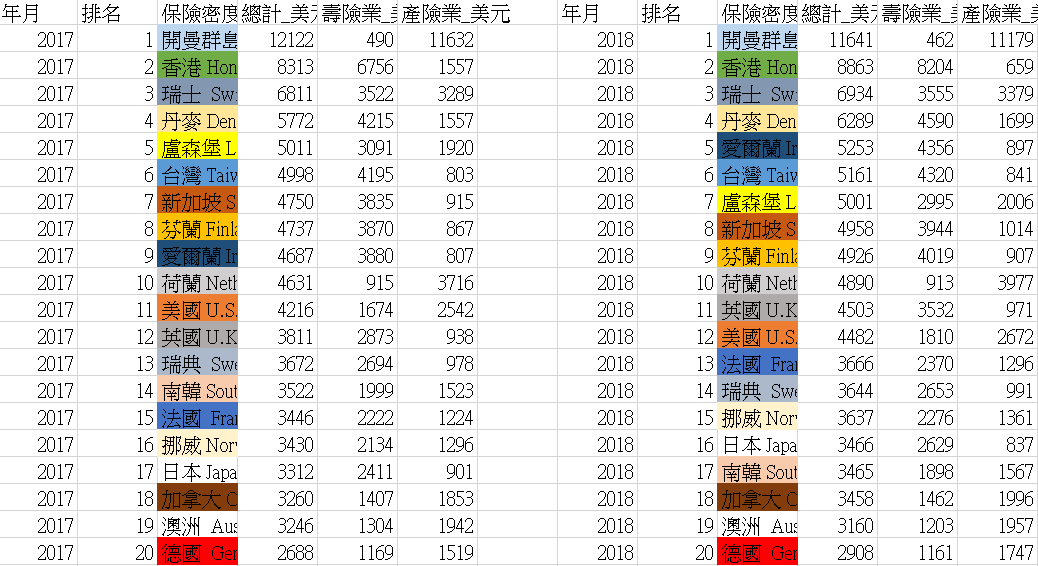 年月 排名 保險密度 總計_美元 壽險業_美 產險業_美元 年月 排名 保險密度 總計_美元 壽險業_美 產險業_美元
2017 1 開曼群島 12122 490 11632 2018 1 開曼群島 11641 462 11179
2017 2 香港 Hon 8313 6756 1557 2018 2 香港 Hon 8863 8204 659
2017 3 瑞士 Swi 6811 3522 3289 2018 3 瑞士 Swi 6934 3555 3379
2017 4 丹麥 Den 5772 4215 1557 2018 4 丹麥 Den 6289 4590 1699
2017 5 盧森堡 L 5011 3091 1920 2018 5 愛爾蘭 Ir 5253 4356 897
2017 6 台灣 Taiw 4998 4195 803 2018 6 台灣 Taiw 5161 4320 841
2017 7 新加坡 S 4750 3835 915 2018 7 盧森堡 L 5001 2995 2006
2017 8 芬蘭 Finla 4737 3870 867 2018 8 新加坡 S 4958 3944 1014
2017 9 愛爾蘭 Ir 4687 3880 807 2018 9 芬蘭 Finla 4926 4019 907
2017 10 荷蘭 Neth 4631 915 3716 2018 10 荷蘭 Neth 4890 913 3977
2017 11 美國 U.S. 4216 1674 2542 2018 11 英國 U.K 4503 3532 971
2017 12 英國 U.K 3811 2873 938 2018 12 美國 U.S. 4482 1810 2672
2017 13 瑞典 Swe 3672 2694 978 2018 13 法國 Fran 3666 2370 1296
2017 14 南韓 Sout 3522 1999 1523 2018 14 瑞典 Swe 3644 2653 991
2017 15 法國 Fran 3446 2222 1224 2018 15 挪威 Norv 3637 2276 1361
2017 16 挪威 Norv 3430 2134 1296 2018 16 日本 Japa 3466 2629 837
2017 17 日本 Japa 3312 2411 901 2018 17 南韓 Sout 3465 1898 1567
2017 18 加拿大 C 3260 1407 1853 2018 18 加拿大 C 3458 1462 1996
2017 19 澳洲 Aus 3246 1304 1942 2018 19 澳洲 Aus 3160 1203 1957
2017 20 德國 Ger 2688 1169 1519 2018 20 德國 Ger 2908 1161 1747